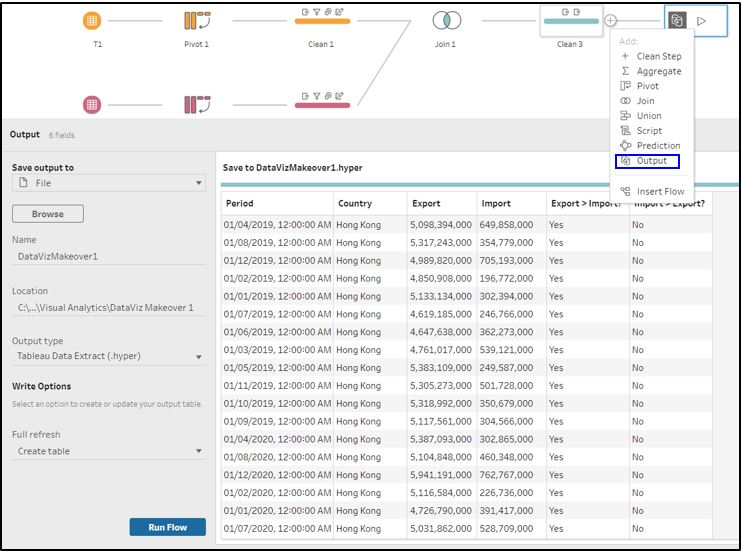 T1
Pivot 1
Clean 1
Join 1
Clean 3
Add:
Clean Step
Aggregate
Pivot
Join
Union
Script
Prediction
Output
Insert Flow
Output 6 fields
Save output to
File
Browse
Name
DataVizMakeover1
Location
C:\...\Visual Analytics\DataViz Makeover 1
Output type
Tableau Data Extract (.hyper)
Write Options
Select an option to create or update your output table.
Full refresh
Create table
Run Flow
Save to DataVizMakeover1.hyper
Period Country Export Import Export > Import? Import > Export?
01/04/2019, 12:00:00 AM Hong Kong 5,098,394,000 649,858,000 Yes No
01/08/2019, 12:00:00 AM Hong Kong 5,317,243,000 354,779,000 Yes No
01/12/2019, 12:00:00 AM Hong Kong 4,989,820,000 705,193,000 Yes No
01/02/2019, 12:00:00 AM Hong Kong 4,850,908,000 196,772,000 Yes No
01/01/2019, 12:00:00 AM Hong Kong 5,133,134,000 302,394,000 Yes No
01/07/2019, 12:00:00 AM Hong Kong 4,619,185,000 246,766,000 Yes No
01/06/2019, 12:00:00 AM Hong Kong 4,647,638,000 362,273,000 Yes No
01/03/2019, 12:00:00 AM Hong Kong 4,761,017,000 539,121,000 Yes No
01/05/2019, 12:00:00 AM Hong Kong 5,383,109,000 249,587,000 Yes No
01/11/2019, 12:00:00 AM Hong Kong 5,305,273,000 501,728,000 Yes No
01/10/2019, 12:00:00 AM Hong Kong 5,318,992,000 350,679,000 Yes No
01/09/2019, 12:00:00 AM Hong Kong 5,117,561,000 304,566,000 Yes No
01/04/2020, 12:00:00 AM Hong Kong 5,387,093,000 302,865,000 Yes No
01/08/2020, 12:00:00 AM Hong Kong 5,104,848,000 460,348,000 Yes No
01/12/2020, 12:00:00 AM Hong Kong 5,941,191,000 762,767,000 Yes No
01/02/2020, 12:00:00 AM Hong Kong 5,116,584,000 226,736,000 Yes No
01/01/2020, 12:00:00 AM Hong Kong 4,726,790,000 391,417,000 Yes No
01/07/2020, 12:00:00 AM Hong Kong 5,031,862,000 528,709,000 Yes No